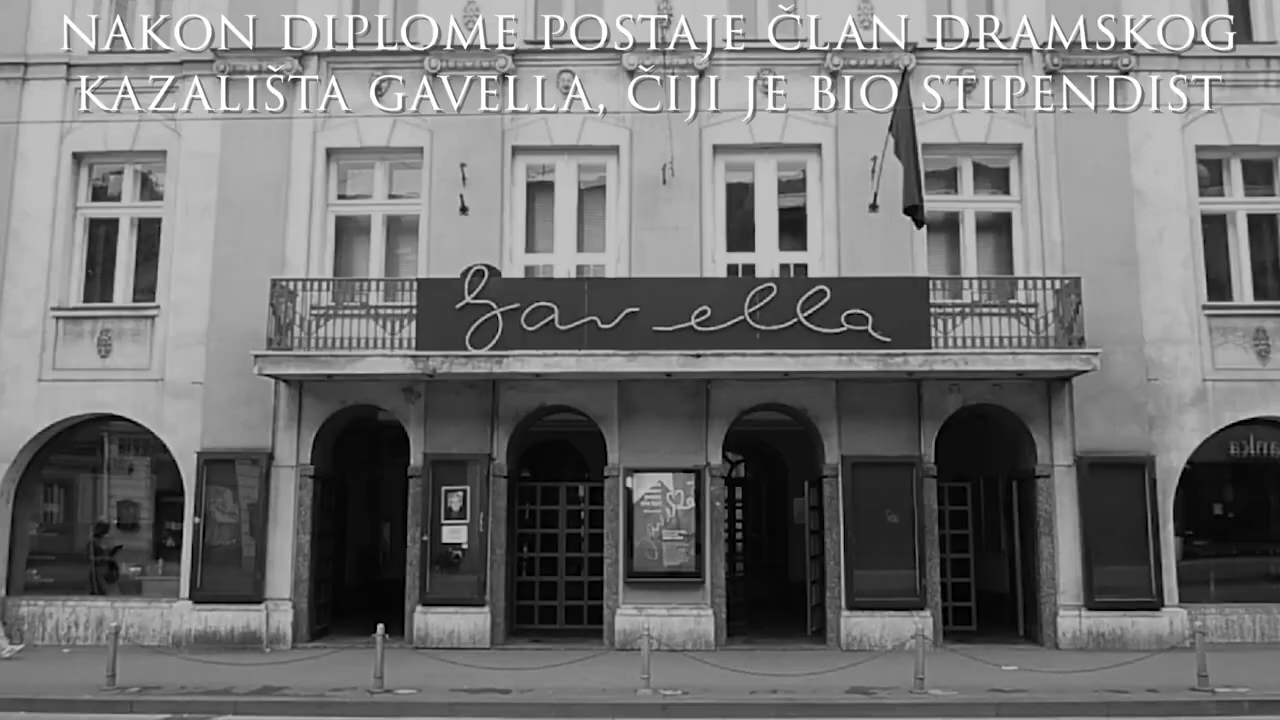 NAKON DIPLOME POSTAJE ČLAN DRAMSKOG
KAZALIŠTA GAVELLA, ČIJI JE BIO STIPENDIST
Gavella